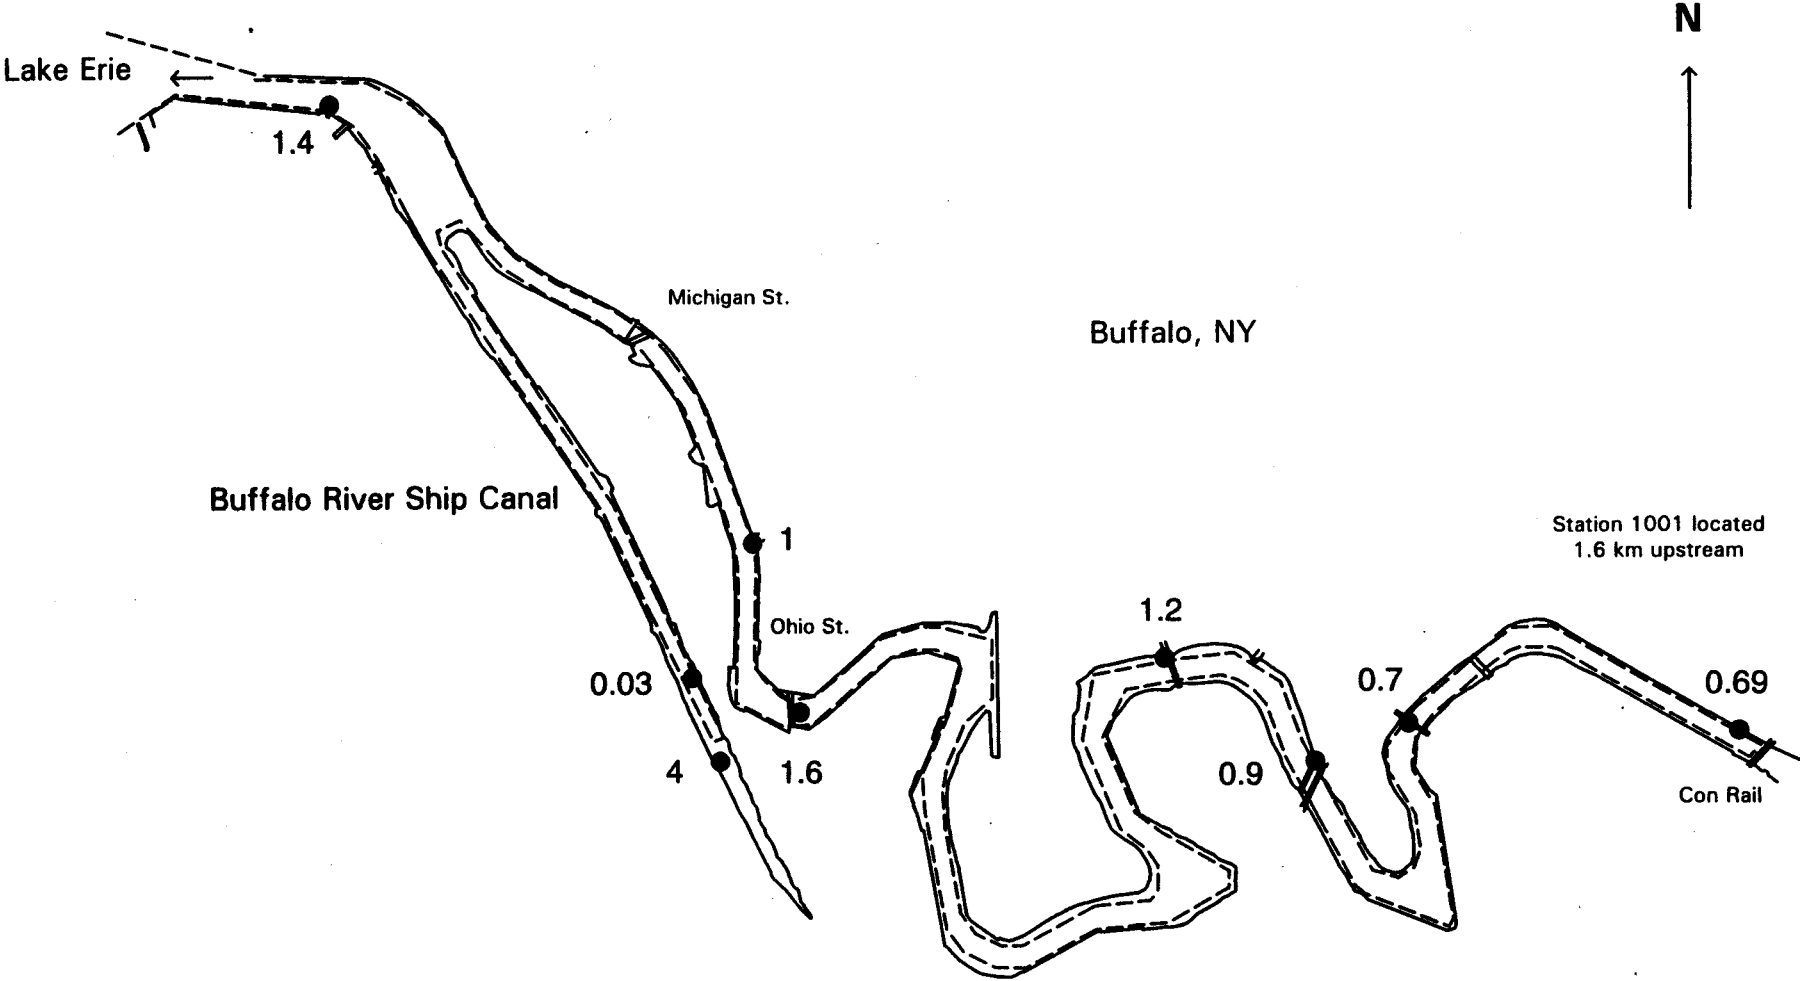 N
Lake Erie
1.4
Michigan St.
Buffalo, NY
Buffalo River Ship Canal
Station 1001 located
1.6 km upstream
1
1.2
Ohio St.
0.03
0.7
0.69
4
1.6
0.9
Con Rail